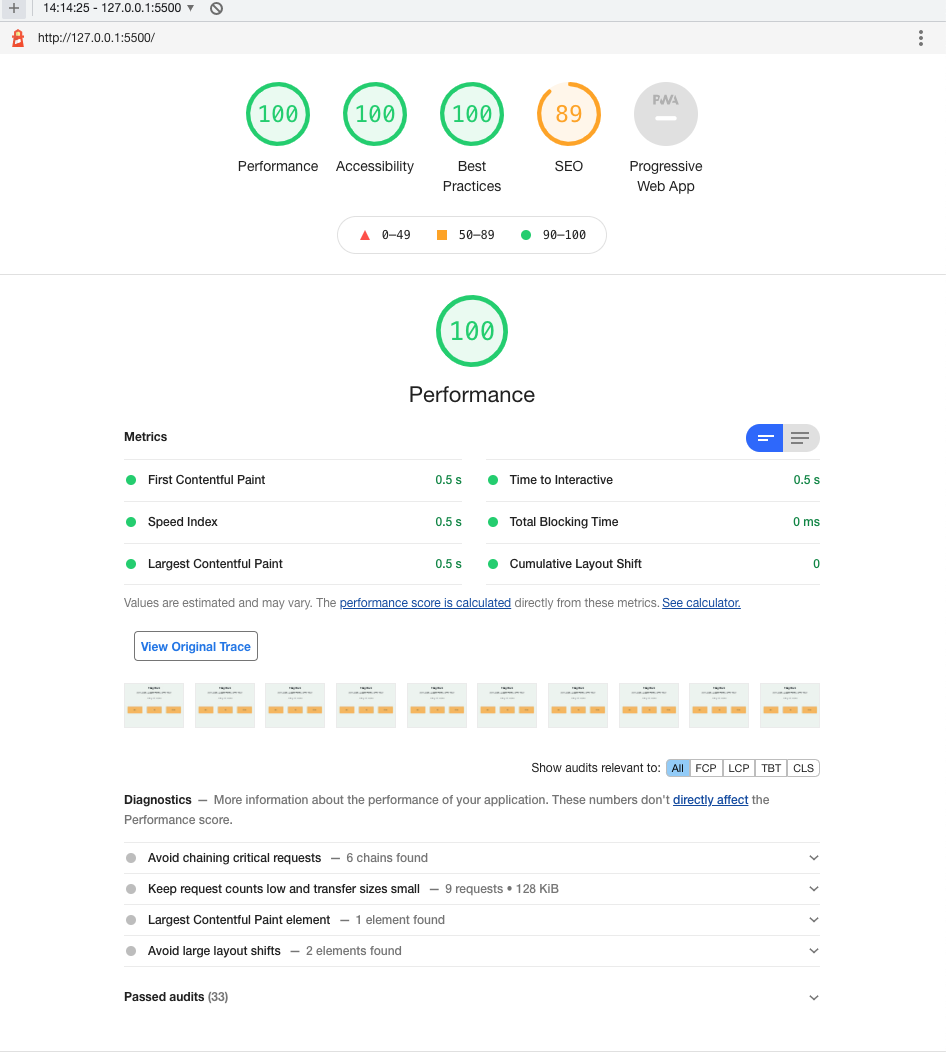 14:14:25 - 127.0.0.1:5500
http://127.0.0.1:5500/
100 100 100 89 PWA
Performance Accessibility Best Practices SEO Progressive Web App
0–49 50–89 90–100
100
Performance
Metrics
First Contentful Paint 0.5 s Time to Interactive 0.5 s
Speed Index 0.5 s Total Blocking Time 0 ms
Largest Contentful Paint 0.5 s Cumulative Layout Shift 0
Values are estimated and may vary. The performance score is calculated directly from these metrics. See calculator.
View Original Trace
Show audits relevant to: All FCP LCP TBT CLS
Diagnostics — More information about the performance of your application. These numbers don't directly affect the
Performance score.
Avoid chaining critical requests — 6 chains found
Keep request counts low and transfer sizes small — 9 requests • 128 KiB
Largest Contentful Paint element — 1 element found
Avoid large layout shifts — 2 elements found
Passed audits (33)